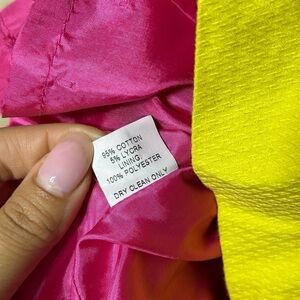 95% COTTON
5% LYCRA
LINING:
100% POLYESTER
DRY CLEAN ONLY